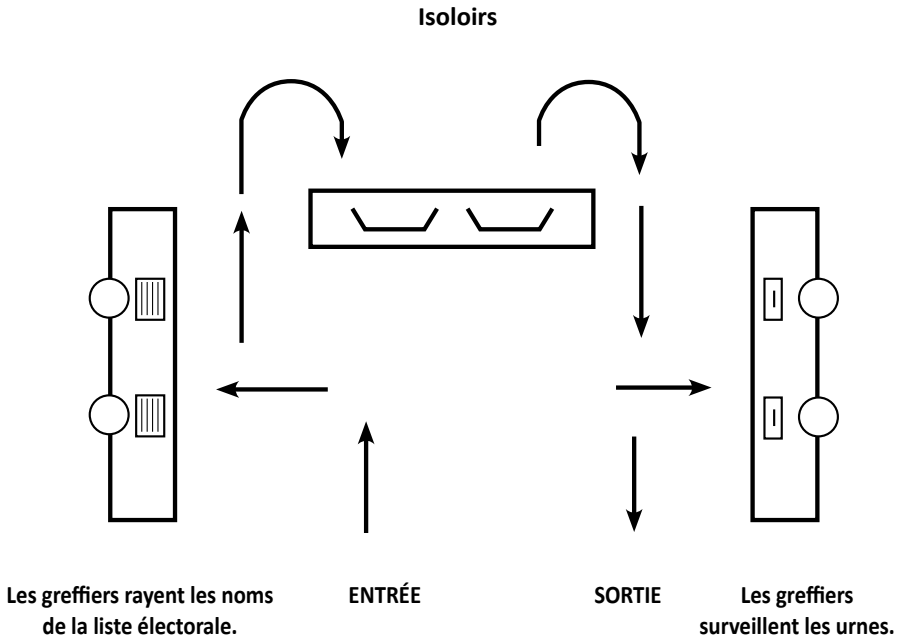 Isoloirs
Les greffiers rayent les noms
de la liste électorale.
ENTRÉE
SORTIE
Les greffiers
surveillent les urnes.